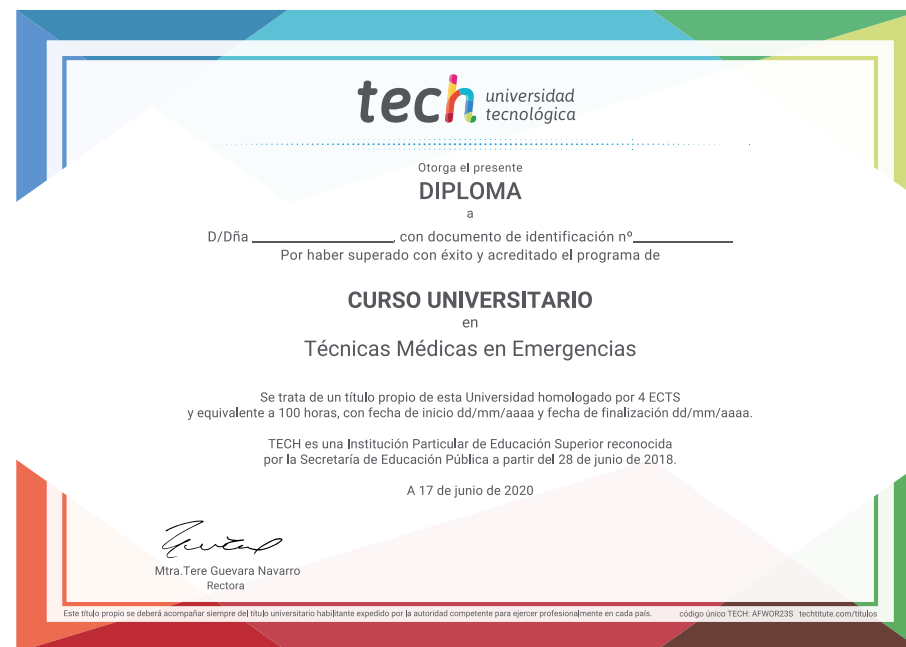 tech universidad
tecnológica
Otorga el presente
DIPLOMA
a
D/Dña ______________, con documento de identificación nº__________
Por haber superado con éxito y acreditado el programa de
CURSO UNIVERSITARIO
en
Técnicas Médicas en Emergencias
Se trata de un título propio de esta Universidad homologado por 4 ECTS
y equivalente a 100 horas, con fecha de inicio dd/mm/aaaa y fecha de finalización dd/mm/aaaa.
TECH es una Institución Particular de Educación Superior reconocida
por la Secretaría de Educación Pública a partir del 28 de junio de 2018.
A 17 de junio de 2020
Mtra.Tere Guevara Navarro
Rectora
Este título propio se deberá acompañar siempre del título universitario habilitante expedido por la autoridad competente para ejercer profesionalmente en cada país. código único TECH: AFWOR23S techtitute.com/titulos